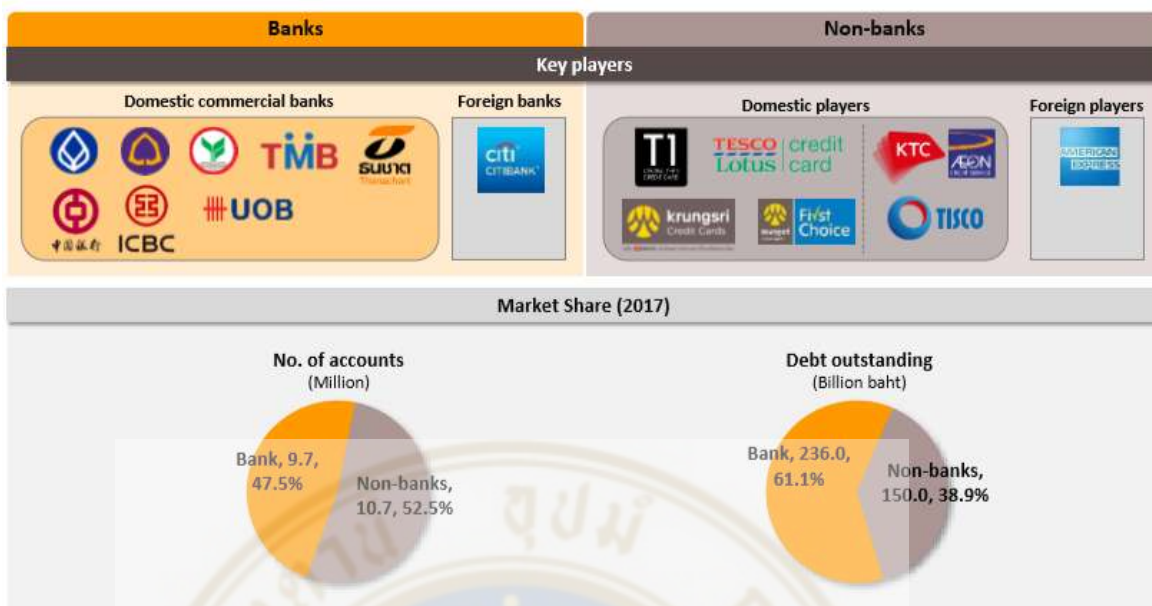 Banks
Non-banks
Key players
Domestic commercial banks
Foreign banks
Domestic players
Foreign players
TMB
ธนชาต
Thanachart
中国银行
ICBC
UOB
citi
CITIBANK
T1
TESCO
Lotus
credit
card
KTC
AEON
krungsri
Credit Cards
First
Choice
TISCO
AMERICAN
EXPRESS
Market Share (2017)
No. of accounts
(Million)
Bank, 9.7,
47.5%
Non-banks,
10.7, 52.5%
Debt outstanding
(Billion baht)
Bank, 236.0,
61.1%
Non-banks,
150.0, 38.9%